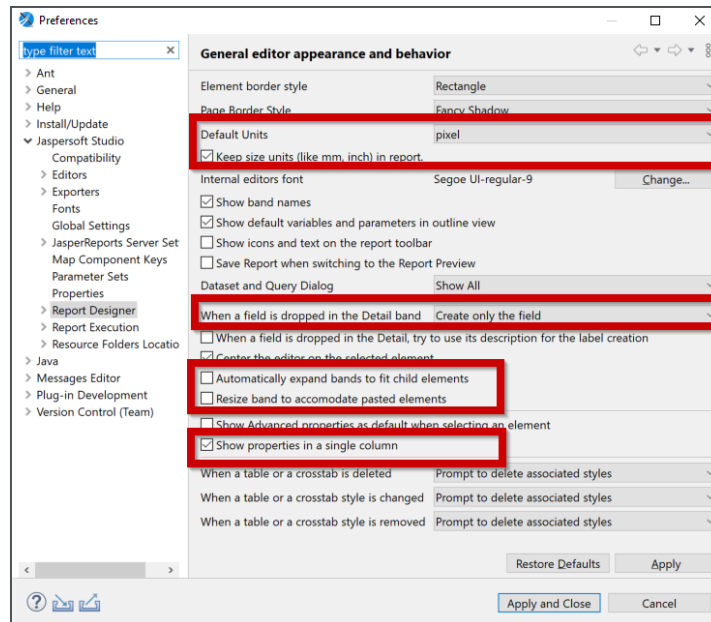 Preferences
type filter text
General editor appearance and behavior
Ant
General
Help
Install/Update
Jaspersoft Studio
Compatibility
Editors
Exporters
Fonts
Global Settings
JasperReports Server Set
Map Component Keys
Parameter Sets
Properties
Report Designer
Report Execution
Resource Folders Locatio
Java
Messages Editor
Plug-in Development
Version Control (Team)
Element border style Rectangle
Page Border Style Fancy Shadow
Default Units pixel
Keep size units (like mm, inch) in report.
Internal editors font Segoe UI-regular-9 Change...
Show band names
Show default variables and parameters in outline view
Show icons and text on the report toolbar
Save Report when switching to the Report Preview
Dataset and Query Dialog Show All
When a field is dropped in the Detail band Create only the field
When a field is dropped in the Detail, try to use its description for the label creation
Center the editor on the selected element
Automatically expand bands to fit child elements
Resize band to accomodate pasted elements
Show Advanced properties as default when selecting an element
Show properties in a single column
When a table or a crosstab is deleted Prompt to delete associated styles
When a table or a crosstab style is changed Prompt to delete associated styles
When a table or a crosstab style is removed Prompt to delete associated styles
Restore Defaults Apply
Apply and Close Cancel